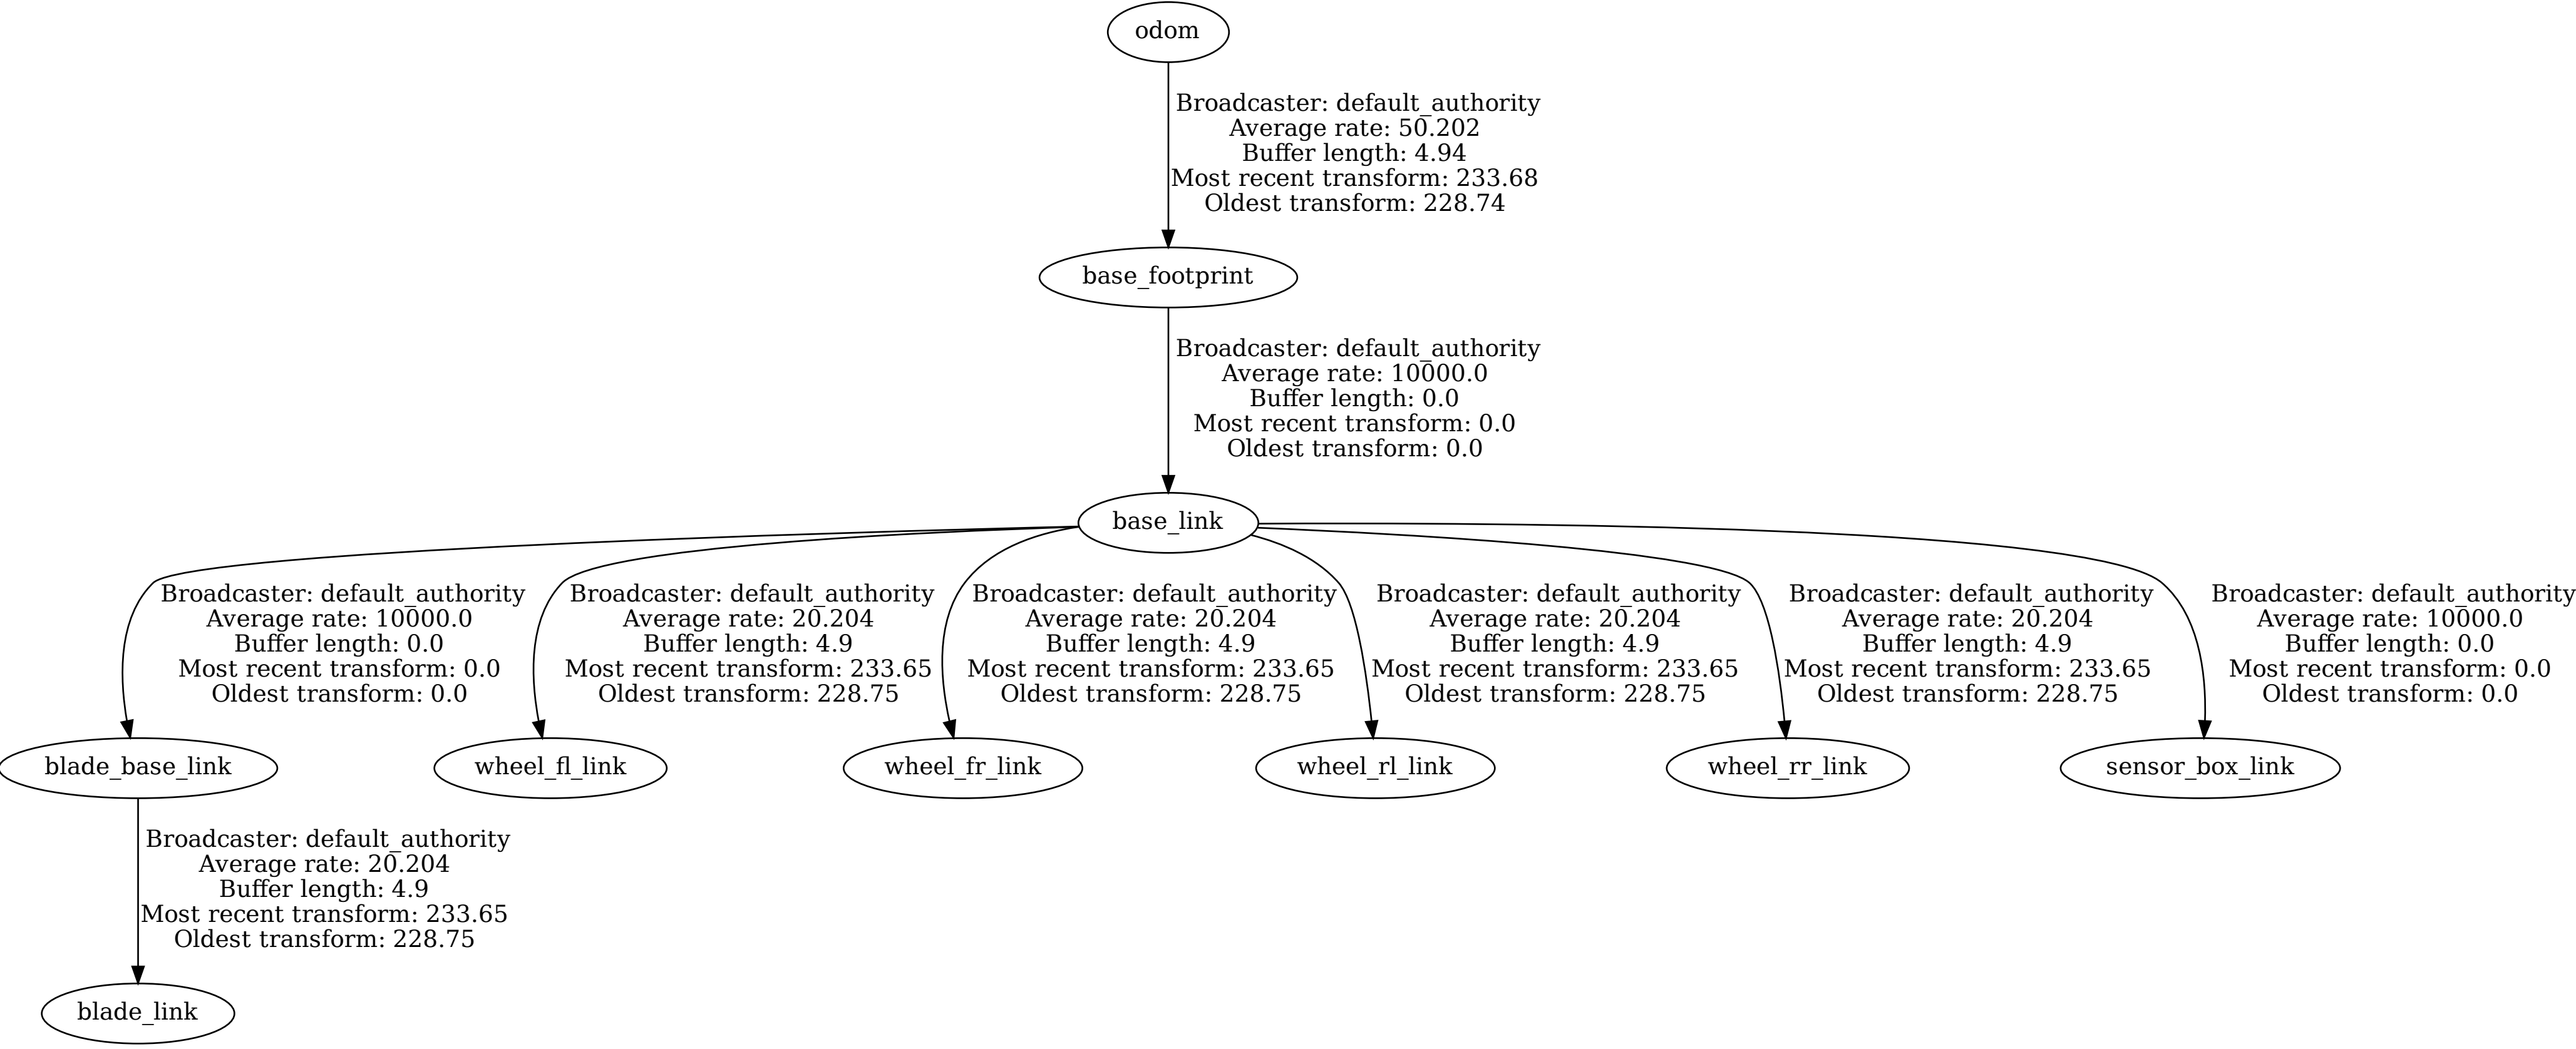 odom
Broadcaster: default_authority
Average rate: 50.202
Buffer length: 4.94
Most recent transform: 233.68
Oldest transform: 228.74
base_footprint
Broadcaster: default_authority
Average rate: 10000.0
Buffer length: 0.0
Most recent transform: 0.0
Oldest transform: 0.0
base_link
Broadcaster: default_authority
Average rate: 10000.0
Buffer length: 0.0
Most recent transform: 0.0
Oldest transform: 0.0
Broadcaster: default_authority
Average rate: 20.204
Buffer length: 4.9
Most recent transform: 233.65
Oldest transform: 228.75
Broadcaster: default_authority
Average rate: 20.204
Buffer length: 4.9
Most recent transform: 233.65
Oldest transform: 228.75
Broadcaster: default_authority
Average rate: 20.204
Buffer length: 4.9
Most recent transform: 233.65
Oldest transform: 228.75
Broadcaster: default_authority
Average rate: 20.204
Buffer length: 4.9
Most recent transform: 233.65
Oldest transform: 228.75
Broadcaster: default_authority
Average rate: 10000.0
Buffer length: 0.0
Most recent transform: 0.0
Oldest transform: 0.0
blade_base_link
wheel_fl_link
wheel_fr_link
wheel_rl_link
wheel_rr_link
sensor_box_link
Broadcaster: default_authority
Average rate: 20.204
Buffer length: 4.9
Most recent transform: 233.65
Oldest transform: 228.75
blade_link